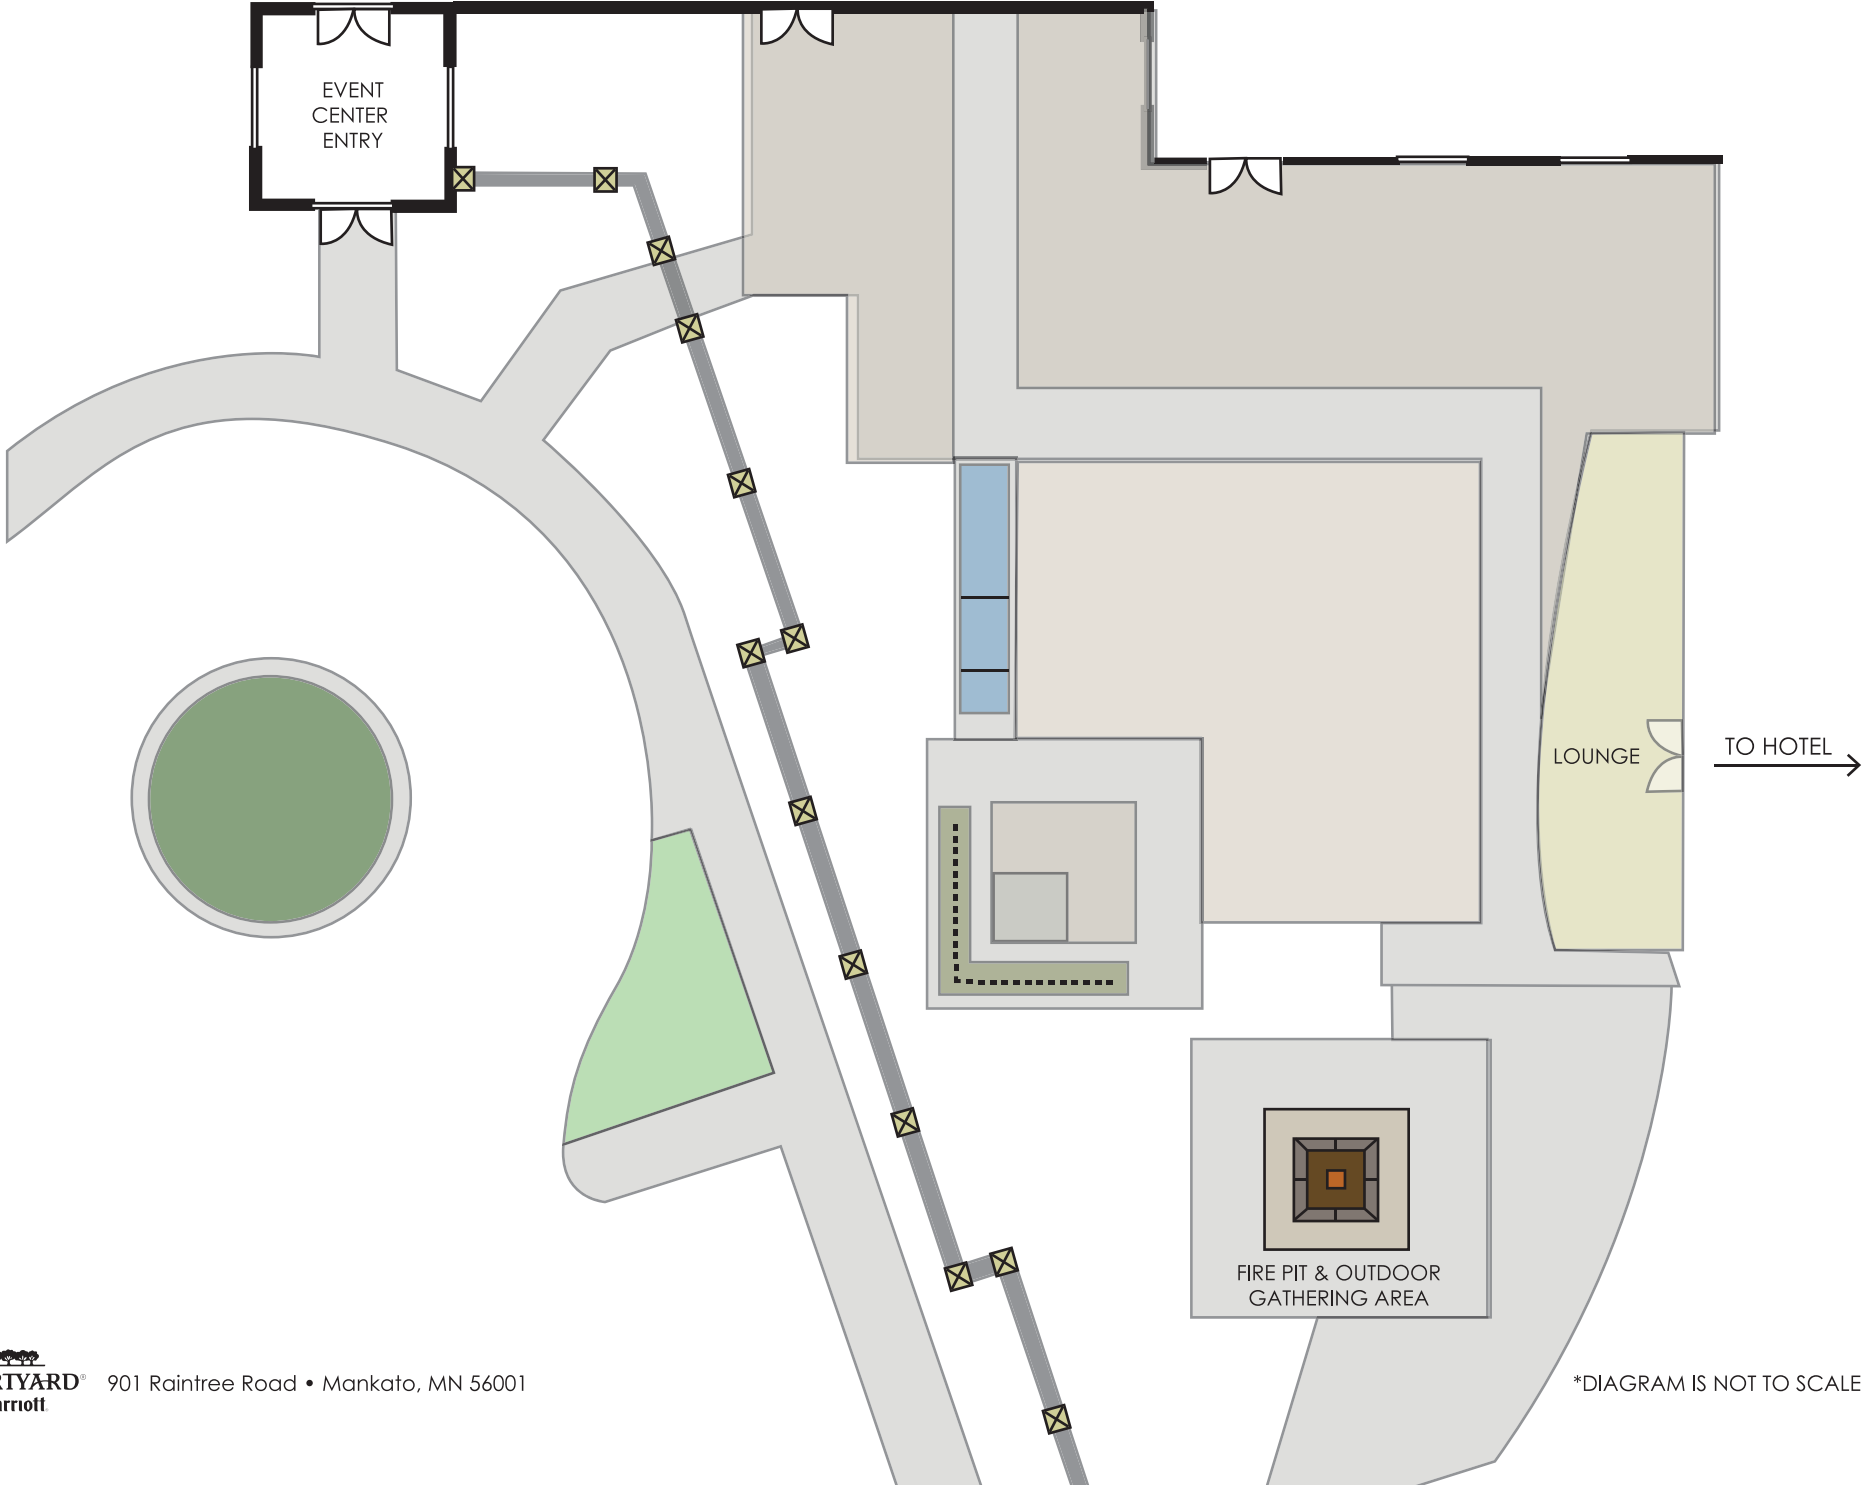 EVENT
CENTER
ENTRY
LOUNGE
TO HOTEL
FIRE PIT & OUTDOOR
GATHERING AREA
RTYARD®
arriott
901 Raintree Road • Mankato, MN 56001
*DIAGRAM IS NOT TO SCALE